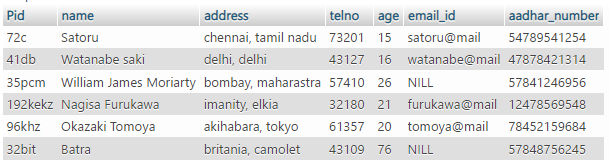 Pid name address telno age email_id aadhar_number
72c Satoru chennai, tamil nadu 73201 15 satoru@mail 54789541254
41db Watanabe saki delhi, delhi 43127 16 watanabe@mail 47878421314
35pcm William James Moriarty bombay, maharastra 57410 26 NILL 57841246956
192kekz Nagisa Furukawa imanity, elkia 32180 21 furukawa@mail 12478569548
96khz Okazaki Tomoya akihabara, tokyo 61357 20 tomoya@mail 78452159684
32bit Batra britania, camolet 43109 76 NILL 57848756245